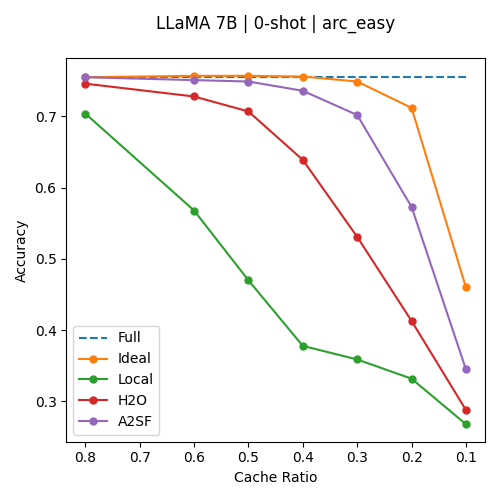 LLaMA 7B | 0-shot | arc_easy
0.7
0.6
0.5
0.4
0.3
Accuracy
Full
Ideal
Local
H2O
A2SF
0.8 0.7 0.6 0.5 0.4 0.3 0.2 0.1
Cache Ratio